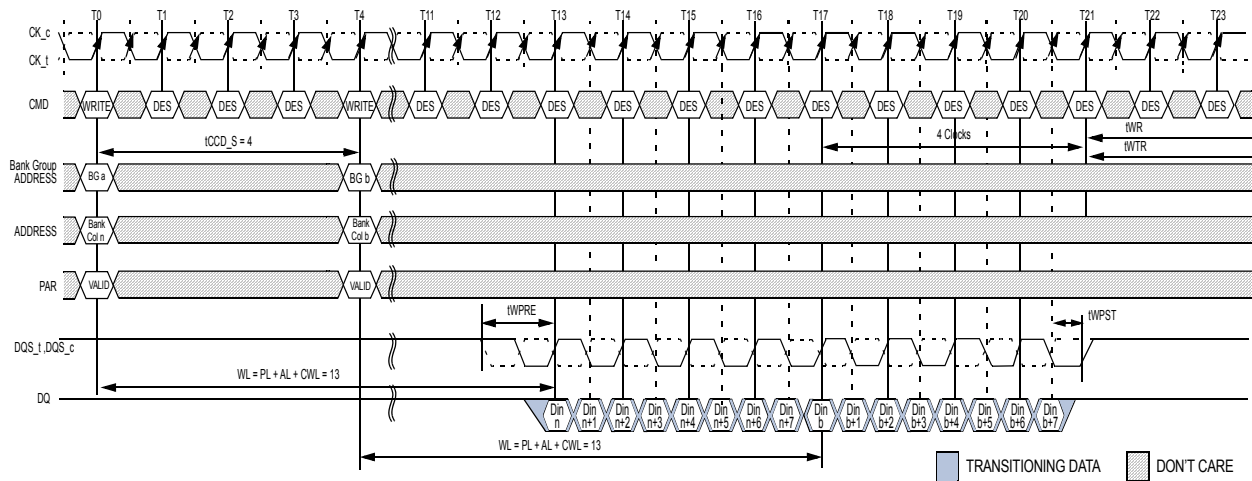 T0 T1 T2 T3 T4 T11 T12 T13 T14 T15 T16 T17 T18 T19 T20 T21 T22 T23
CK_c
CK_t
CMD WRITE DES DES DES WRITE DES DES DES DES DES DES DES DES DES DES DES DES DES
tCCD_S = 4
4 Clocks
tWR
tWTR
Bank Group
ADDRESS
BG a
BG b
ADDRESS
Bank
Col n
Bank
Col b
PAR
VALID
VALID
tWPRE
tWPST
DQS_t ,DQS_c
WL = PL + AL + CWL = 13
DQ
Din
n
Din
n+1
Din
n+2
Din
n+3
Din
n+4
Din
n+5
Din
n+6
Din
n+7
Din
b
Din
b+1
Din
b+2
Din
b+3
Din
b+4
Din
b+5
Din
b+6
Din
b+7
WL = PL + AL + CWL = 13
TRANSITIONING DATA
DON'T CARE